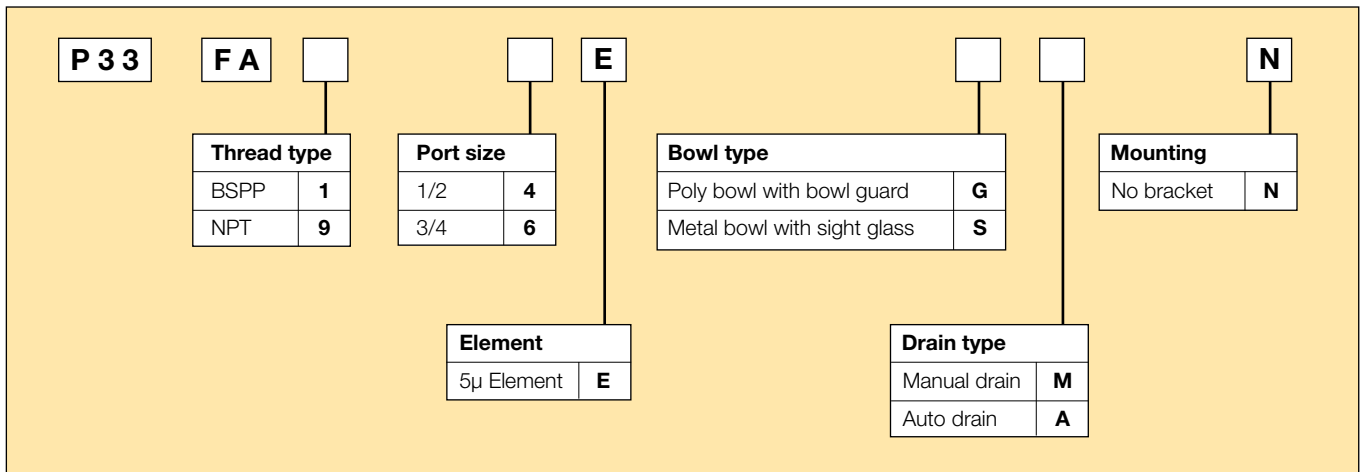 P33 FA E N
Thread type
BSPP 1
NPT 9
Port size
1/2 4
3/4 6
Bowl type
Poly bowl with bowl guard G
Metal bowl with sight glass S
Mounting
No bracket N
Element
5µ Element E
Drain type
Manual drain M
Auto drain A